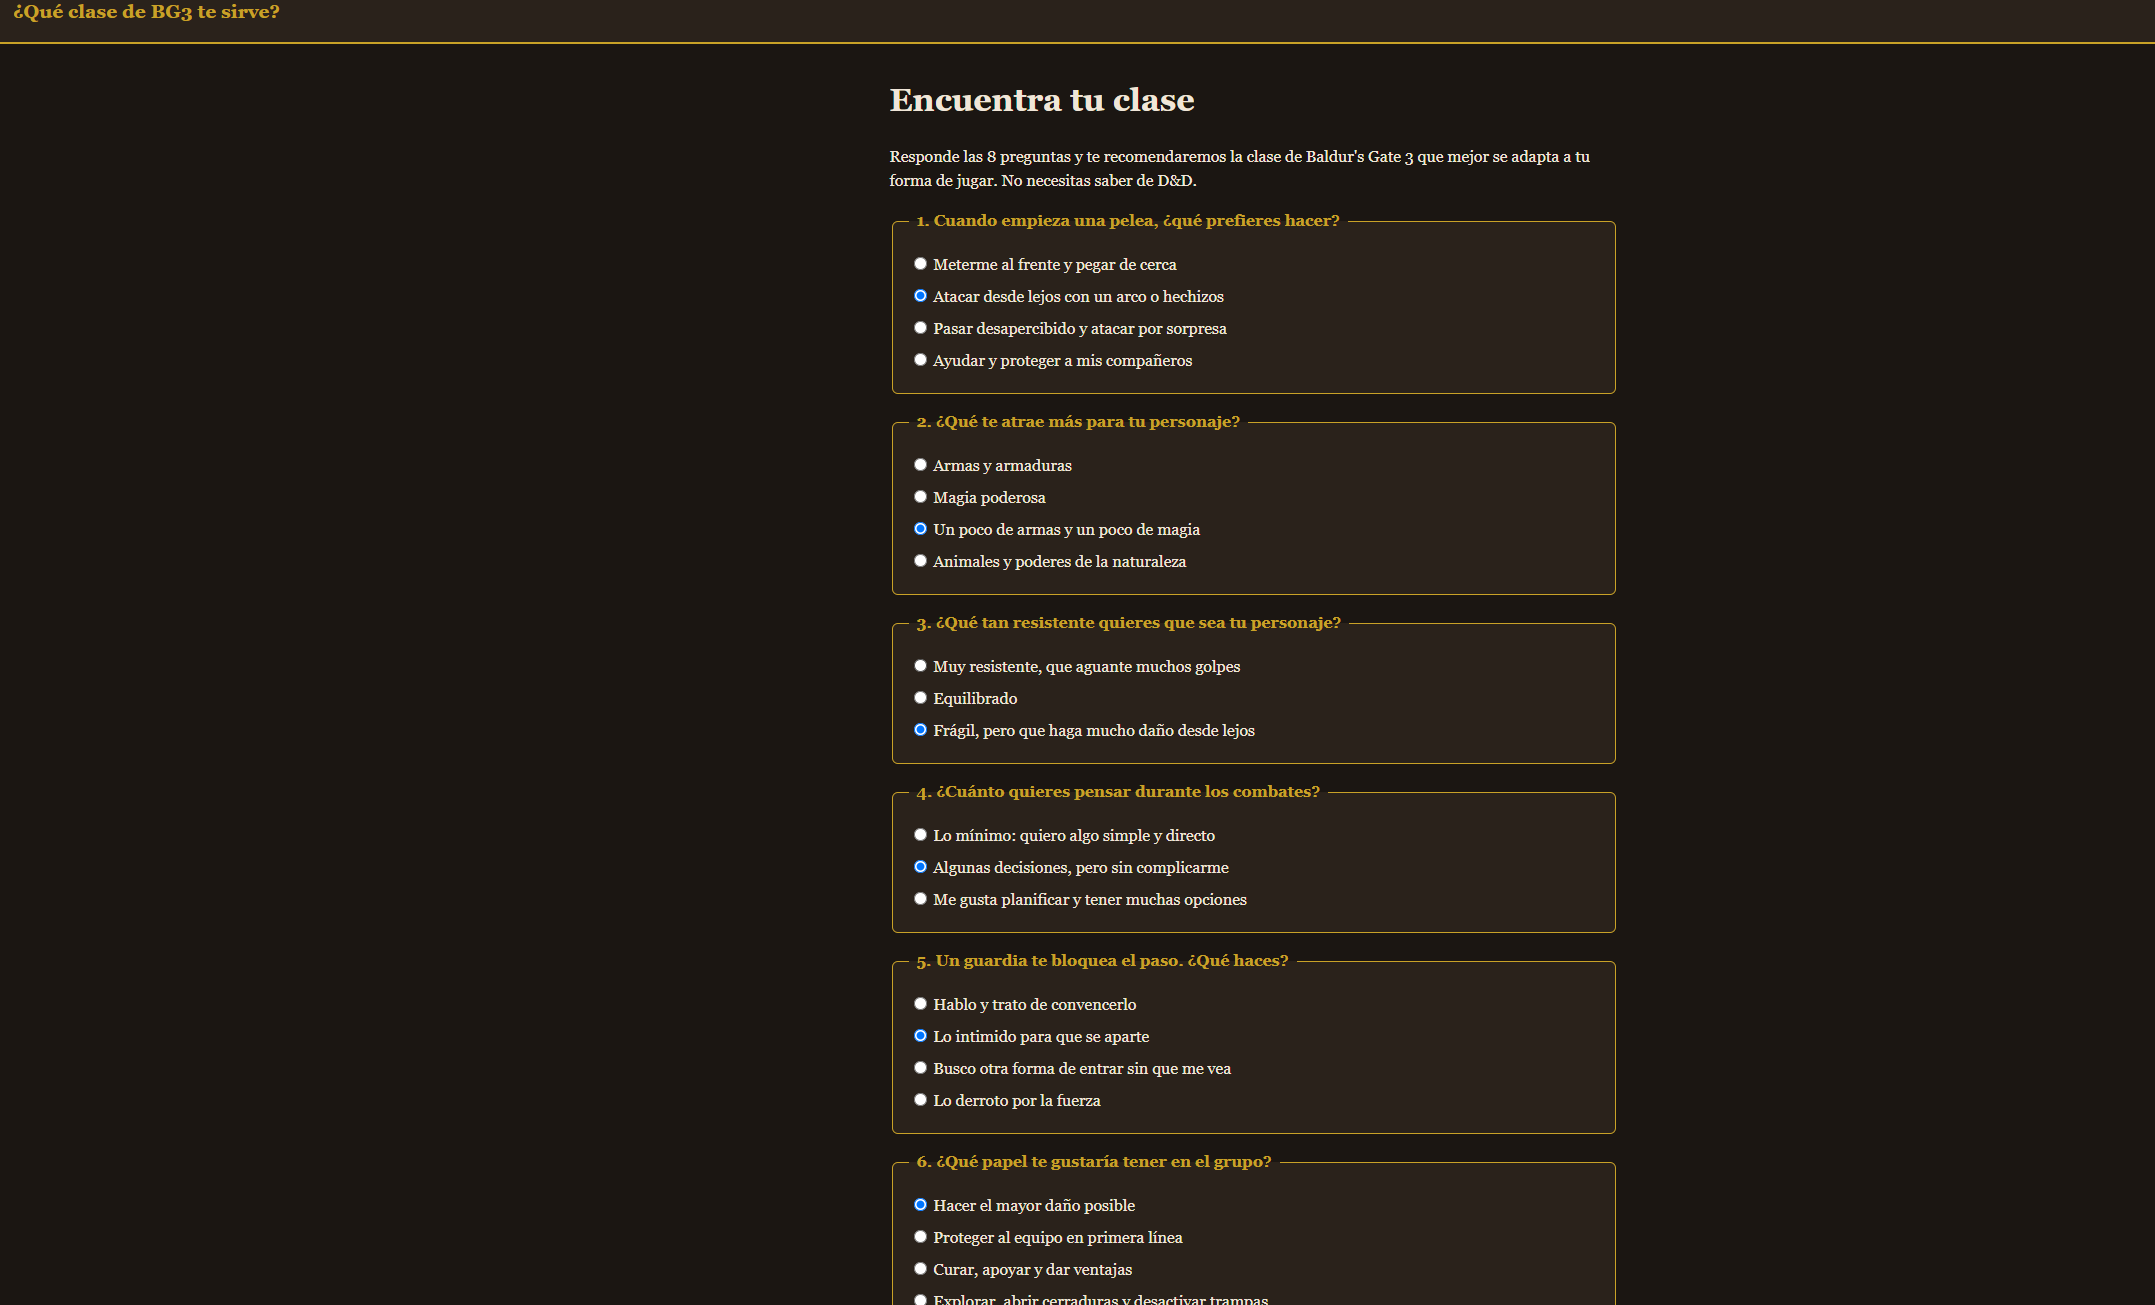 ¿Qué clase de BG3 te sirve?
Encuentra tu clase
Responde las 8 preguntas y te recomendaremos la clase de Baldur's Gate 3 que mejor se adapta a tu
forma de jugar. No necesitas saber de D&D.
1. Cuando empieza una pelea, ¿qué prefieres hacer?
Meterme al frente y pegar de cerca
Atacar desde lejos con un arco o hechizos
Pasar desapercibido y atacar por sorpresa
Ayudar y proteger a mis compañeros
2. ¿Qué te atrae más para tu personaje?
Armas y armaduras
Magia poderosa
Un poco de armas y un poco de magia
Animales y poderes de la naturaleza
3. ¿Qué tan resistente quieres que sea tu personaje?
Muy resistente, que aguante muchos golpes
Equilibrado
Frágil, pero que haga mucho daño desde lejos
4. ¿Cuánto quieres pensar durante los combates?
Lo mínimo: quiero algo simple y directo
Algunas decisiones, pero sin complicarme
Me gusta planificar y tener muchas opciones
5. Un guardia te bloquea el paso. ¿Qué haces?
Hablo y trato de convencerlo
Lo intimido para que se aparte
Busco otra forma de entrar sin que me vea
Lo derroto por la fuerza
6. ¿Qué papel te gustaría tener en el grupo?
Hacer el mayor daño posible
Proteger al equipo en primera línea
Curar, apoyar y dar ventajas
Explorar, abrir cerraduras y desactivar trampas